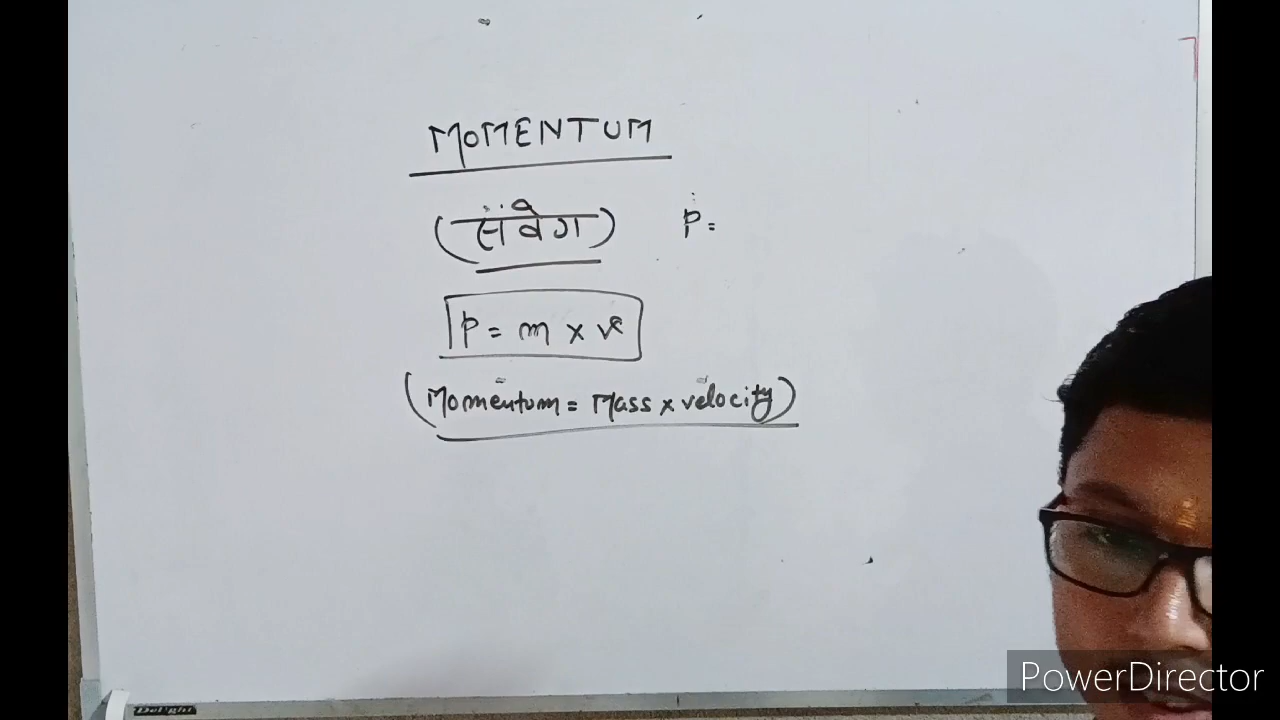 MOMENTUM
(संवेग) P =
P = m x v
(Momentum = Mass x velocity)
PowerDirector